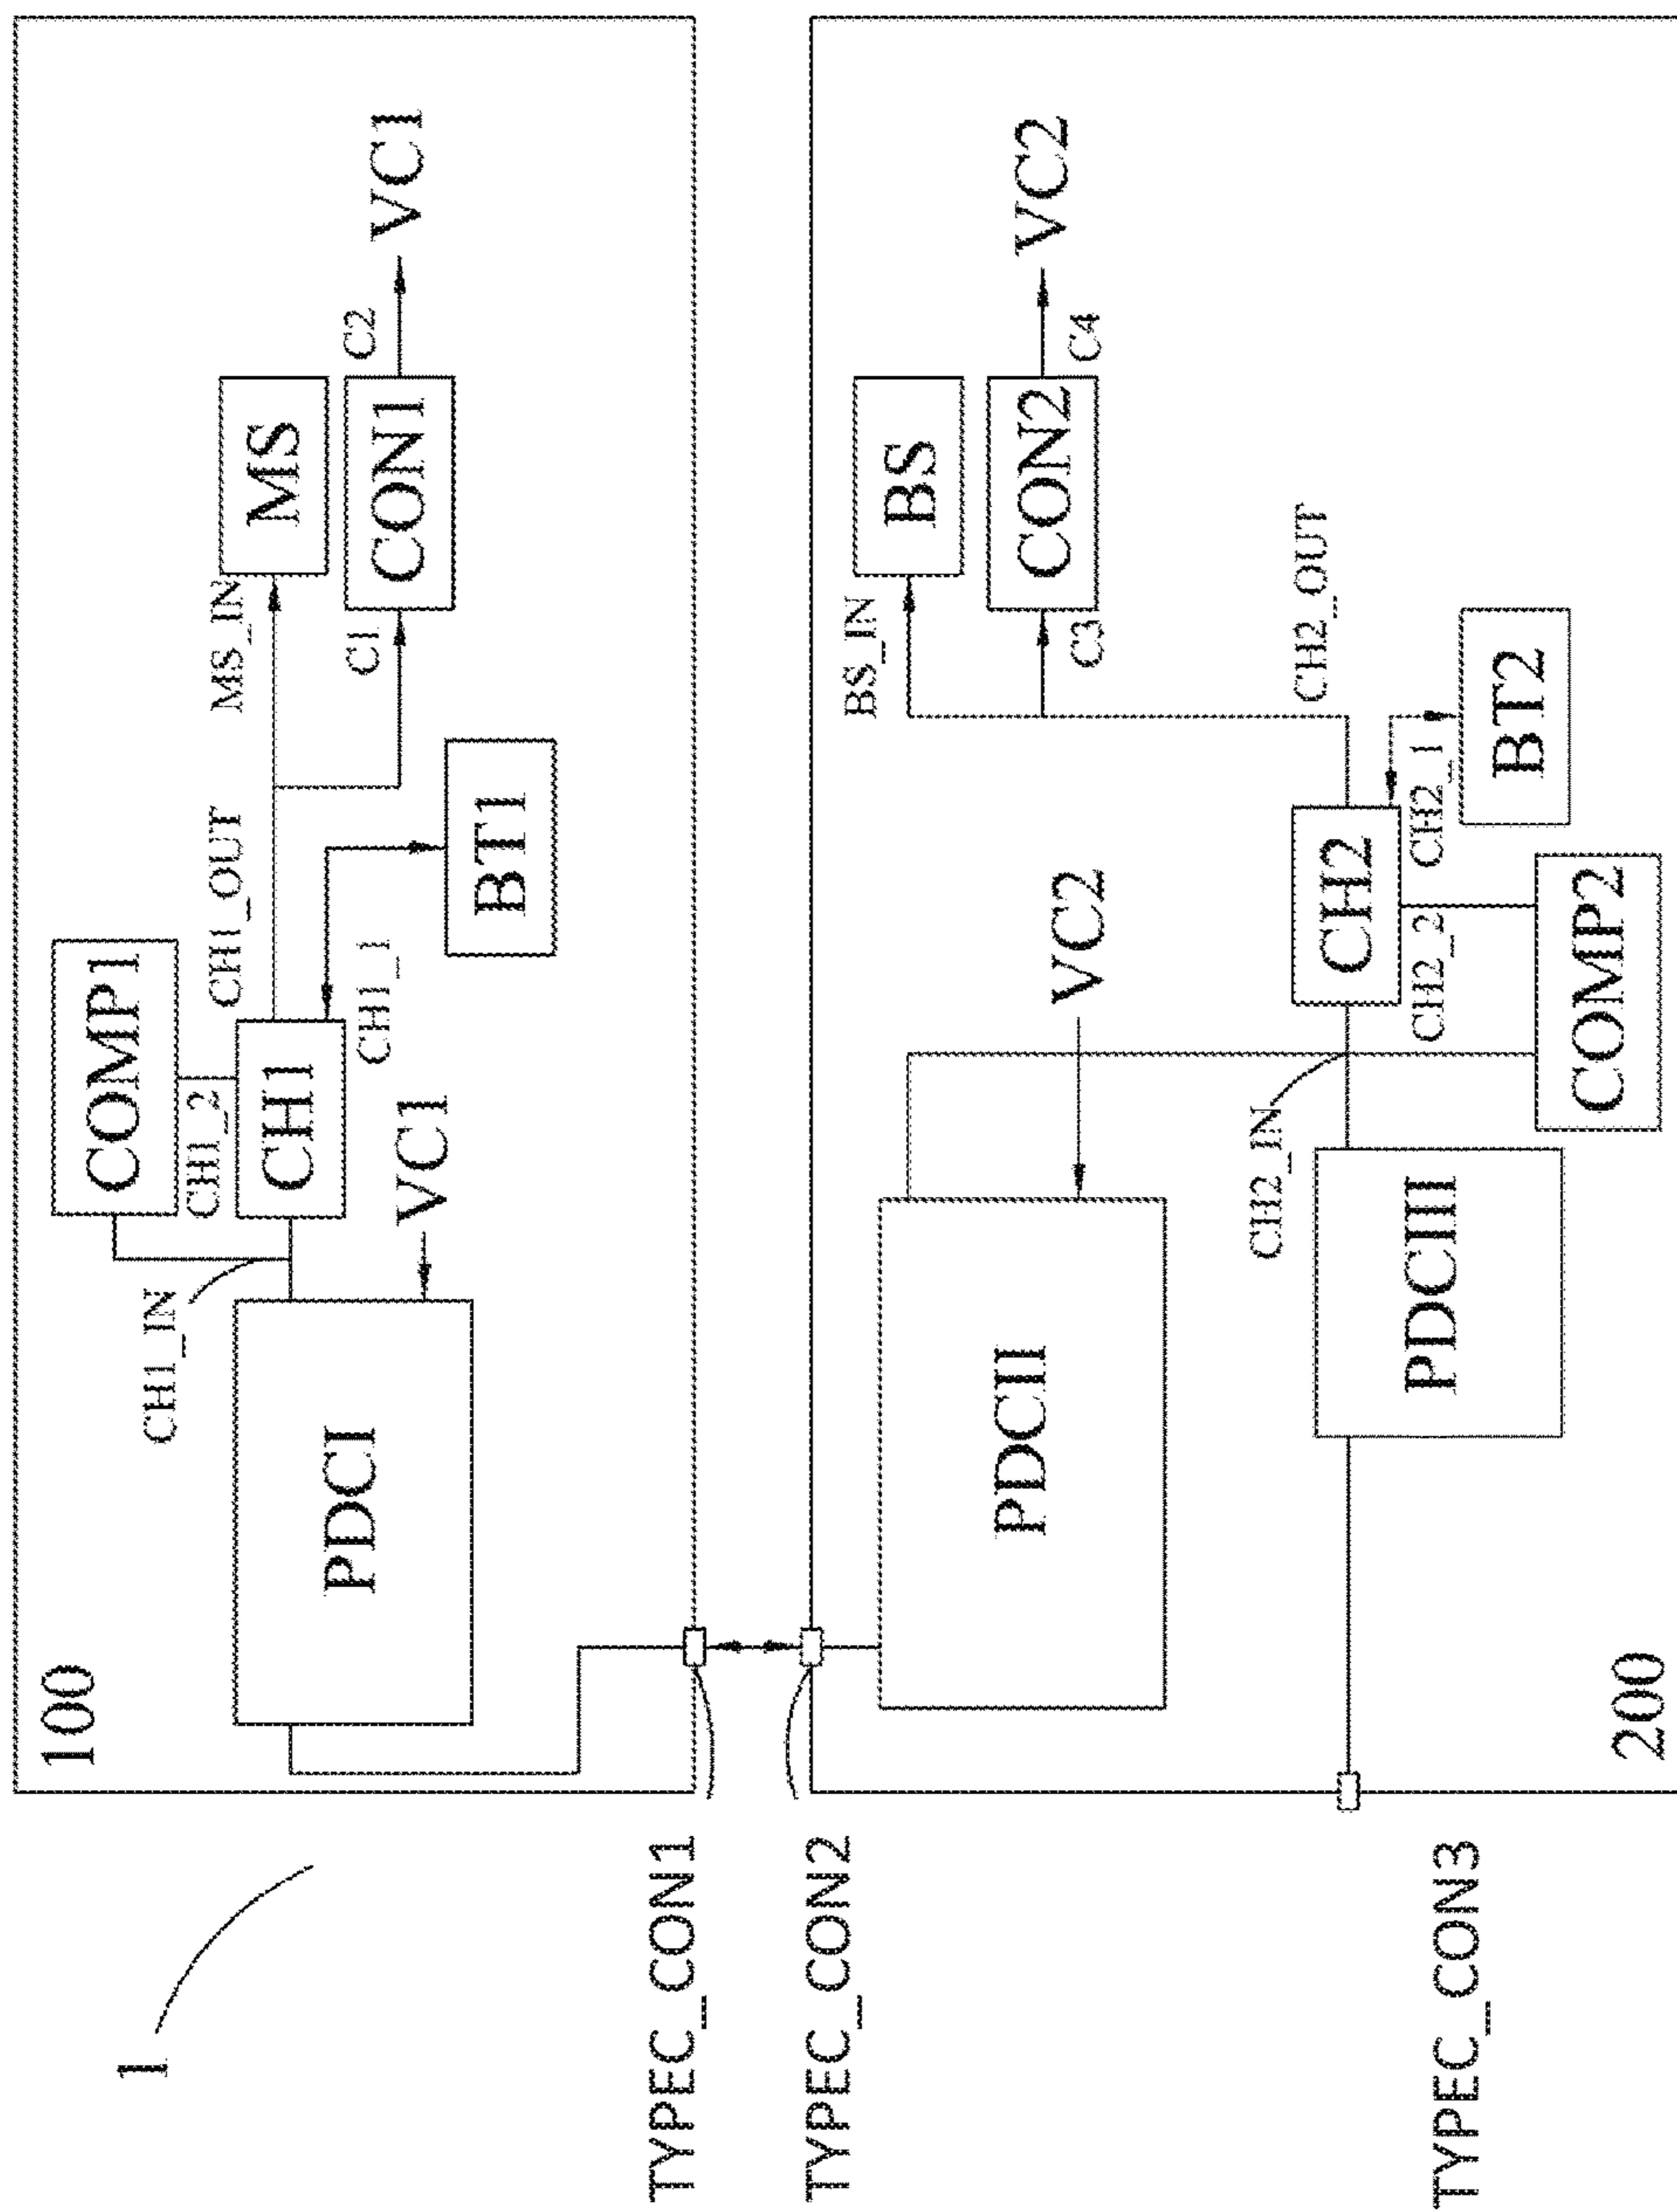 1
100
TYPEC_CON1
PDCI
CH1_IN
COMP1
CH1_2
CH1
VC1
CH1_OUT
CH1_1
BT1
MS_IN
MS
C1
CON1
C2
VC1
TYPEC_CON2
TYPEC_CON3
200
PDCII
PDCIII
CH2_IN
VC2
CH2
CH2_2
COMP2
CH2_1
BT2
CH2_OUT
BS_IN
BS
C3
CON2
C4
VC2